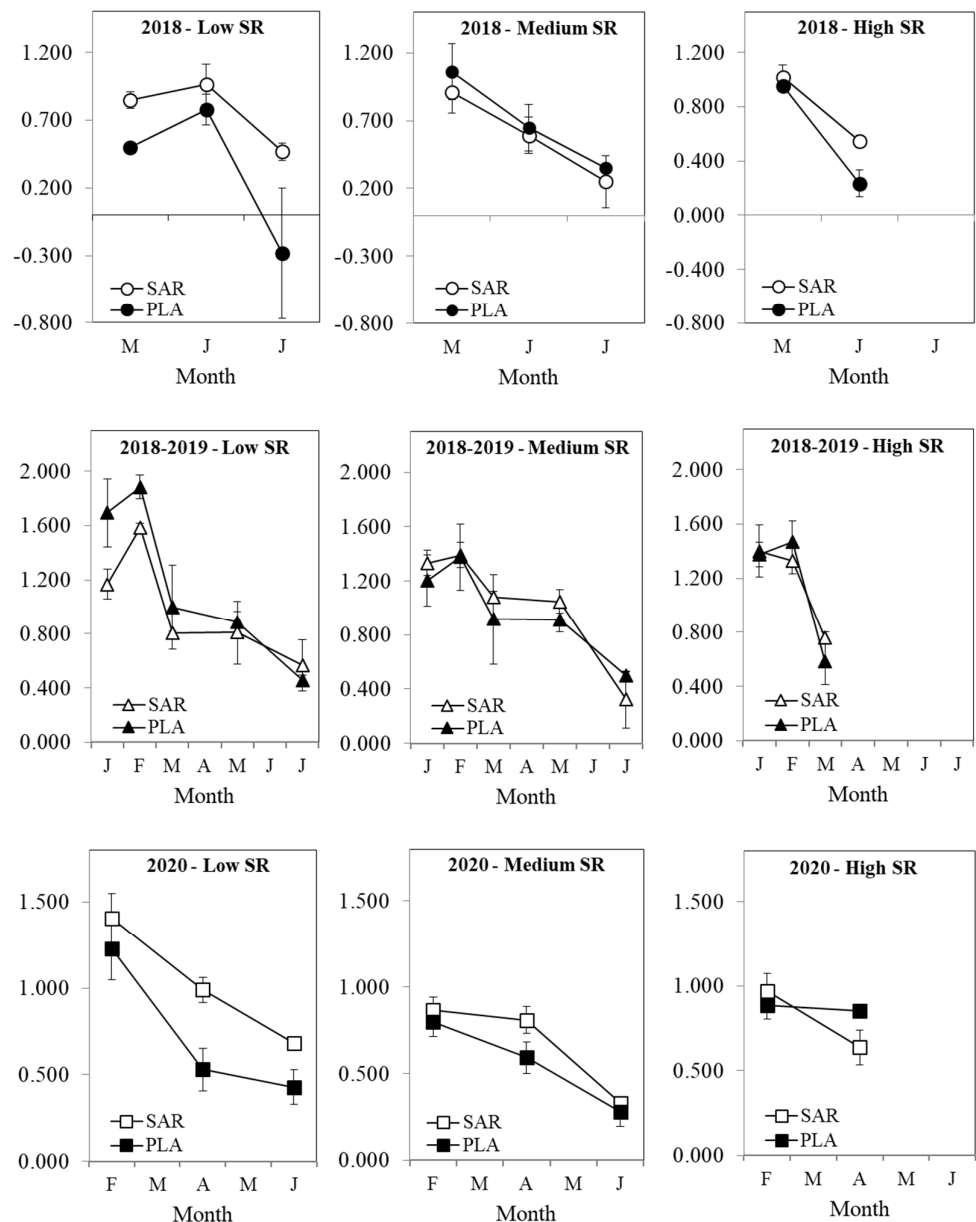 2018 - Low SR
1.200
0.700
0.200
-0.300
-0.800
SAR
PLA
M J J
Month
2018 - Medium SR
1.200
0.700
0.200
-0.300
-0.800
SAR
PLA
M J J
Month
2018 - High SR
1.200
0.800
0.400
0.000
-0.400
-0.800
SAR
PLA
M J J
Month
2018-2019 - Low SR
2.000
1.600
1.200
0.800
0.400
0.000
SAR
PLA
J F M A M J J
Month
2018-2019 - Medium SR
2.000
1.600
1.200
0.800
0.400
0.000
SAR
PLA
J F M A M J J
Month
2018-2019 - High SR
2.000
1.600
1.200
0.800
0.400
0.000
SAR
PLA
J F M A M J J
Month
2020 - Low SR
1.500
1.000
0.500
0.000
SAR
PLA
F M A M J
Month
2020 - Medium SR
1.500
1.000
0.500
0.000
SAR
PLA
F M A M J
Month
2020 - High SR
1.500
1.000
0.500
0.000
SAR
PLA
F M A M J
Month